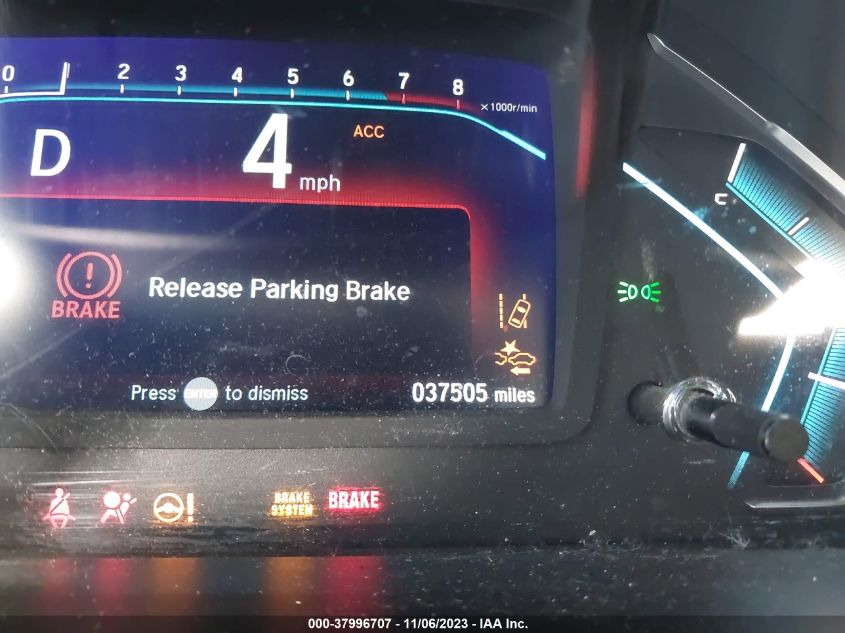 0 2 3 4 5 6 7 8 x1000r/min
D 4 mph ACC
C
BRAKE Release Parking Brake
Press ENTER to dismiss 037505 miles
BRAKE SYSTEM BRAKE
000-37996707 - 11/06/2023 - IAA Inc.